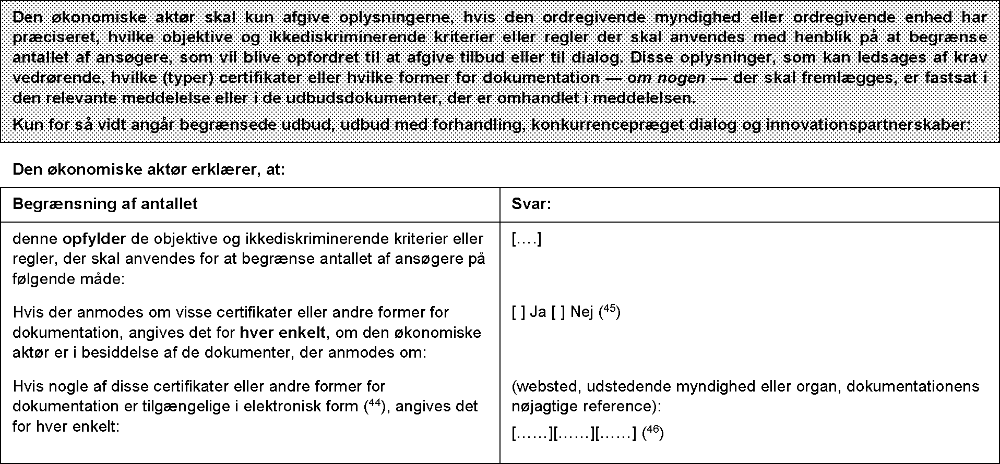 Den økonomiske aktør skal kun afgive oplysningerne, hvis den ordregivende myndighed eller ordregivende enhed har
præciseret, hvilke objektive og ikkediskriminerende kriterier eller regler der skal anvendes med henblik på at begrænse
antallet af ansøgere, som vil blive opfordret til at afgive tilbud eller til dialog. Disse oplysninger, som kan ledsages af krav
vedrørende, hvilke (typer) certifikater eller hvilke former for dokumentation — om nogen — der skal fremlægges, er fastsat i
den relevante meddelelse eller i de udbudsdokumenter, der er omhandlet i meddelelsen.
Kun for så vidt angår begrænsede udbud, udbud med forhandling, konkurrencepræget dialog og innovationspartnerskaber:
Den økonomiske aktør erklærer, at:
Begrænsning af antallet
Svar:
denne opfylder de objektive og ikkediskriminerende kriterier eller
regler, der skal anvendes for at begrænse antallet af ansøgere på
følgende måde:
[….]
Hvis der anmodes om visse certifikater eller andre former for
dokumentation, angives det for hver enkelt, om den økonomiske
aktør er i besiddelse af de dokumenter, der anmodes om:
[ ] Ja [ ] Nej (45)
Hvis nogle af disse certifikater eller andre former for
dokumentation er tilgængelige i elektronisk form (44), angives det
for hver enkelt:
(websted, udstedende myndighed eller organ, dokumentationens
nøjagtige reference):
[……][……][……] (46)